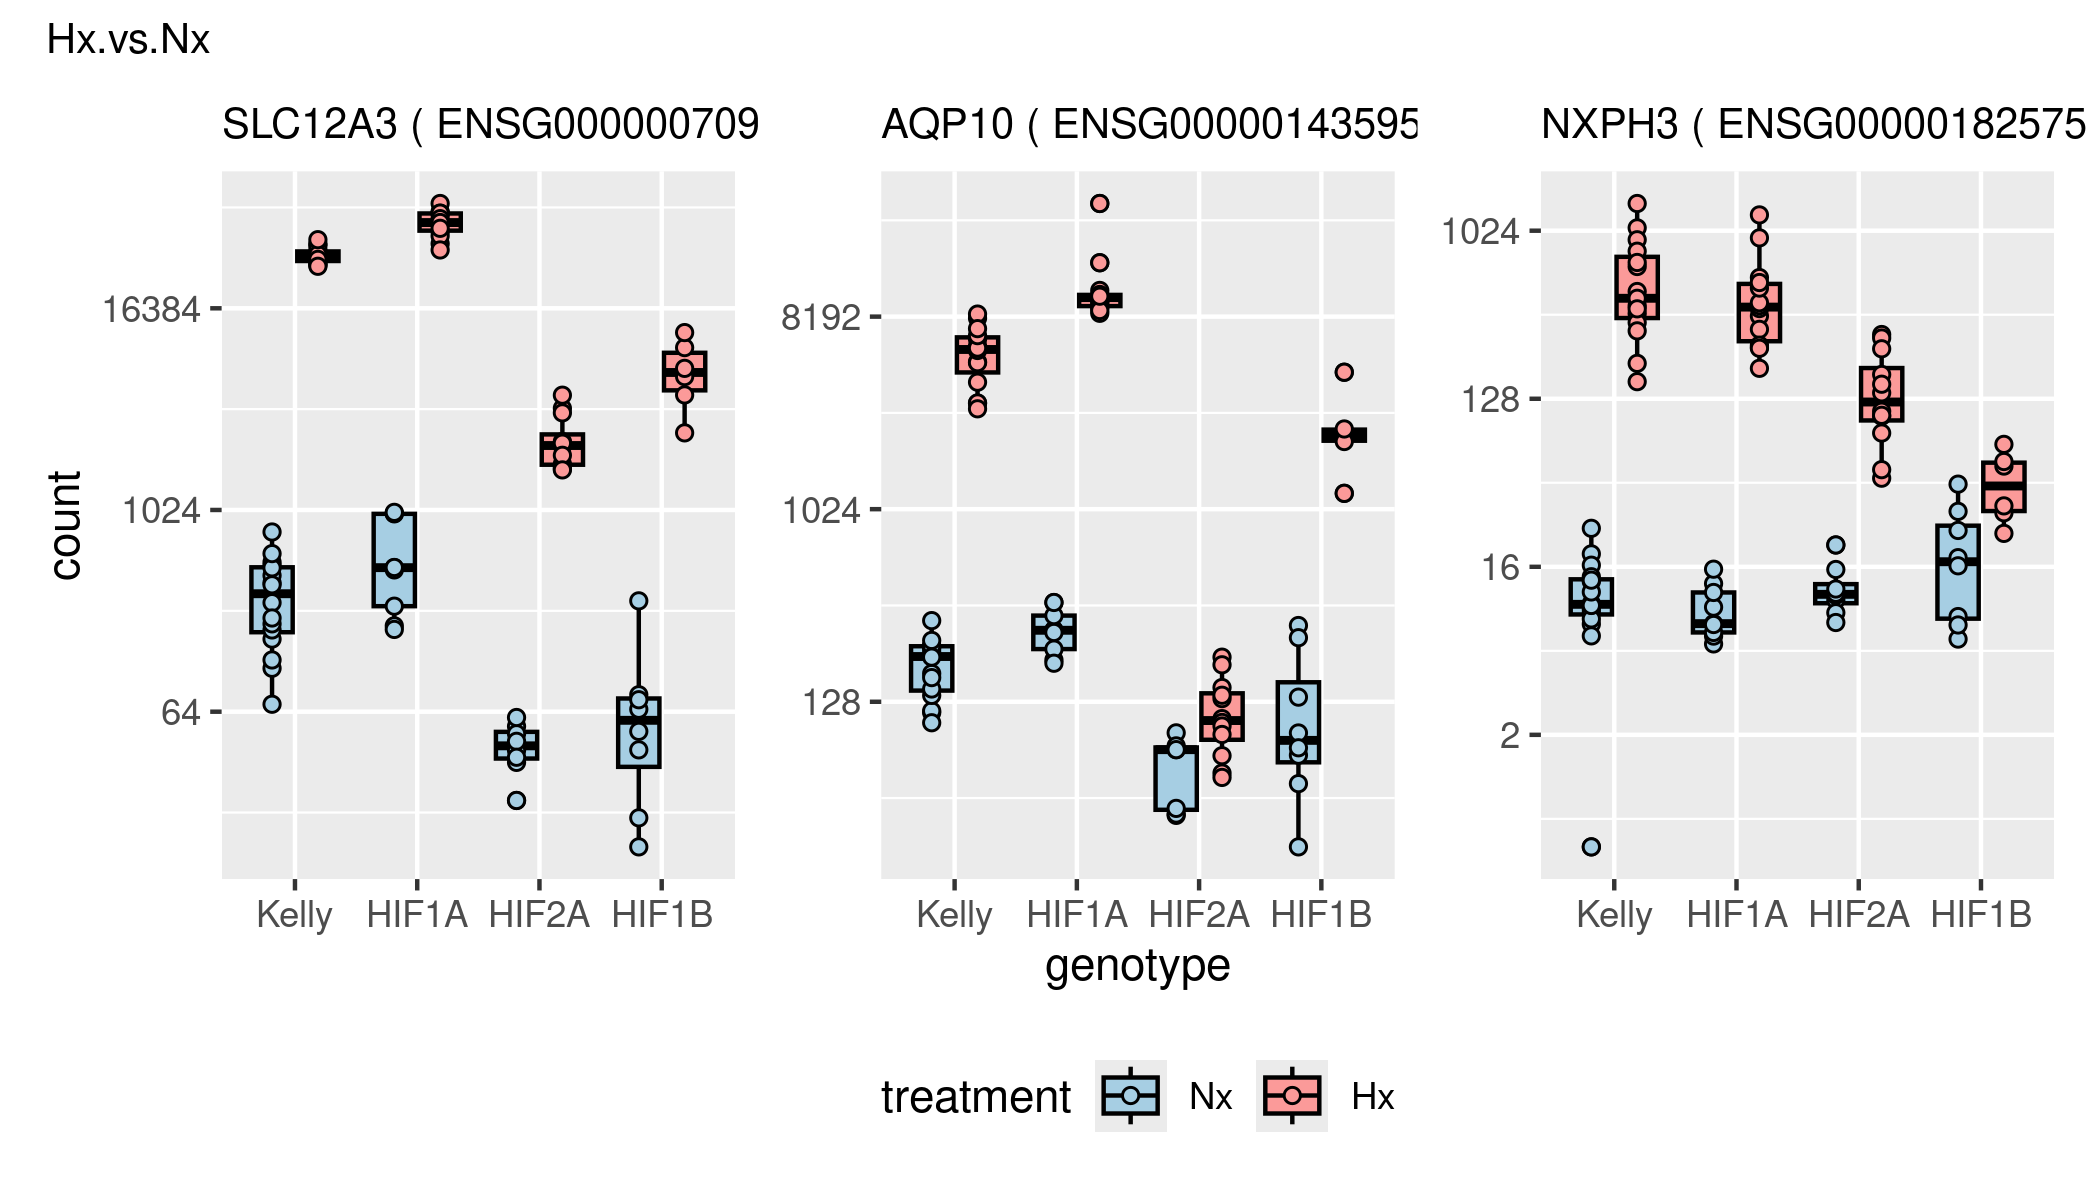 Hx.vs.Nx
SLC12A3 ( ENSG000000709
AQP10 ( ENSG00000143595
NXPH3 ( ENSG00000182575
count
16384
1024
64
8192
1024
128
1024
128
16
2
Kelly HIF1A HIF2A HIF1B
Kelly HIF1A HIF2A HIF1B
Kelly HIF1A HIF2A HIF1B
genotype
treatment Nx Hx